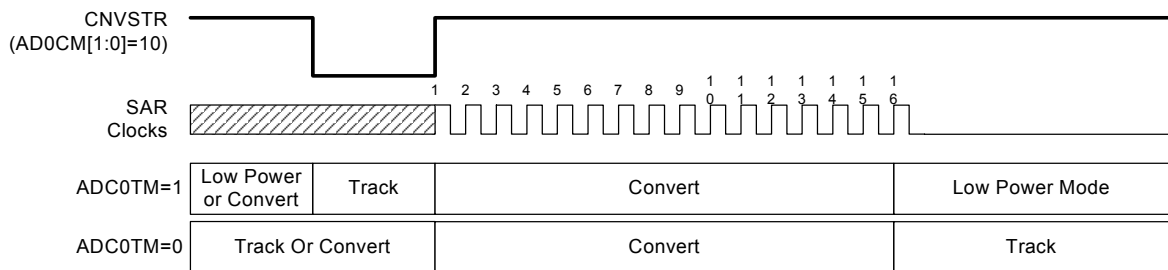 CNVSTR
(AD0CM[1:0]=10)
1 2 3 4 5 6 7 8 9 10 11 12 13 14 15 16
SAR
Clocks
ADC0TM=1
Low Power
or Convert
Track
Convert
Low Power Mode
ADC0TM=0
Track Or Convert
Convert
Track